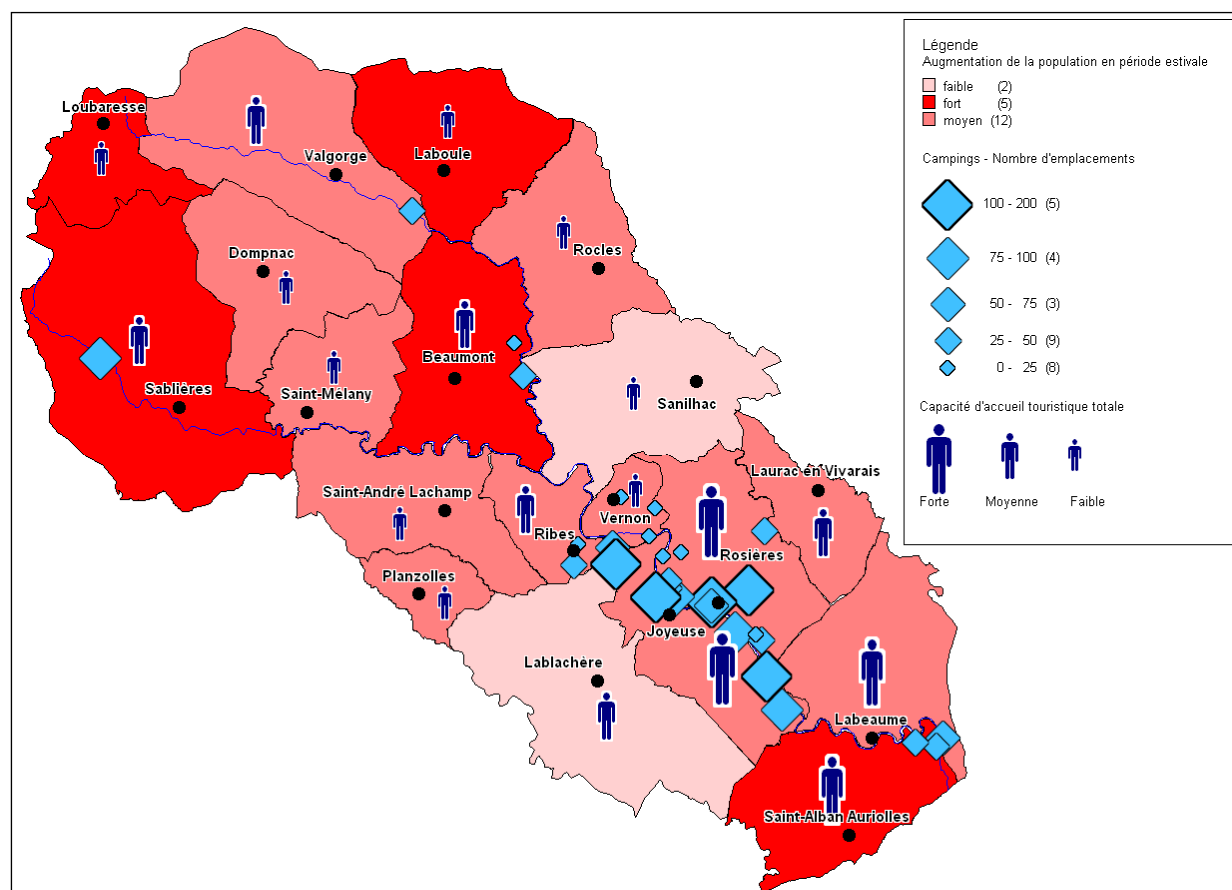 Légende
Augmentation de la population en période estivale
faible (2)
fort (5)
moyen (12)
Campings - Nombre d'emplacements
100 - 200 (5)
75 - 100 (4)
50 - 75 (3)
25 - 50 (9)
0 - 25 (8)
Capacité d'accueil touristique totale
Forte Moyenne Faible
Loubaresse
Valgorge
Laboule
Dompnac
Rocles
Beaumont
Sablières
Saint-Mélany
Sanilhac
Laurac en Vivarais
Saint-André Lachamp
Vernon
Ribes
Rosières
Planzolles
Joyeuse
Lablachère
Labeaume
Saint-Alban Auriolles